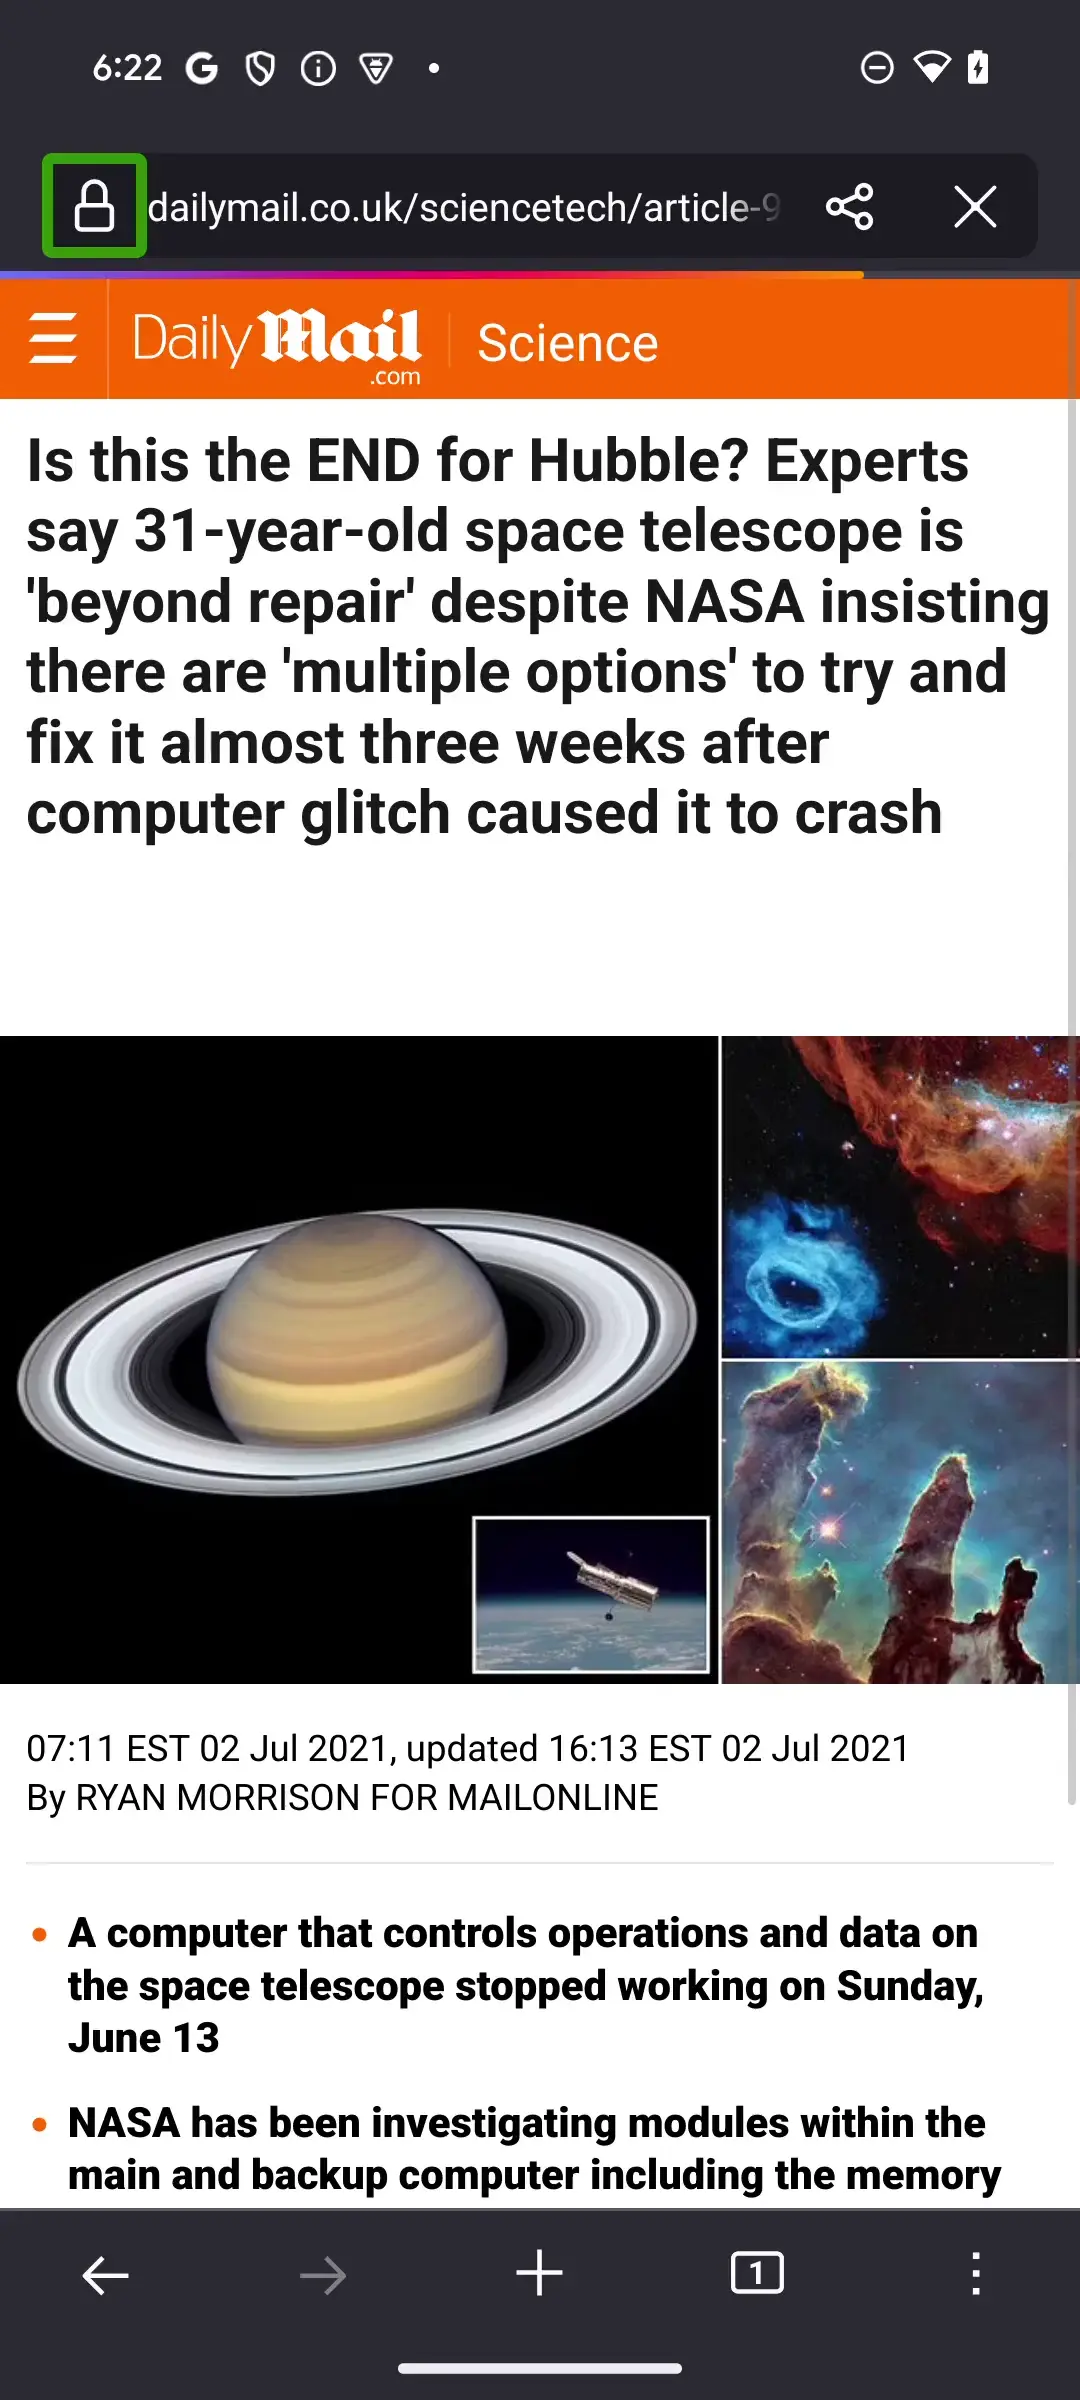 6:22
dailymail.co.uk/sciencetech/article-9
Daily Mail
.com
Science
Is this the END for Hubble? Experts
say 31-year-old space telescope is
'beyond repair' despite NASA insisting
there are 'multiple options' to try and
fix it almost three weeks after
computer glitch caused it to crash
07:11 EST 02 Jul 2021, updated 16:13 EST 02 Jul 2021
By RYAN MORRISON FOR MAILONLINE
A computer that controls operations and data on
the space telescope stopped working on Sunday,
June 13
NASA has been investigating modules within the
main and backup computer including the memory
1